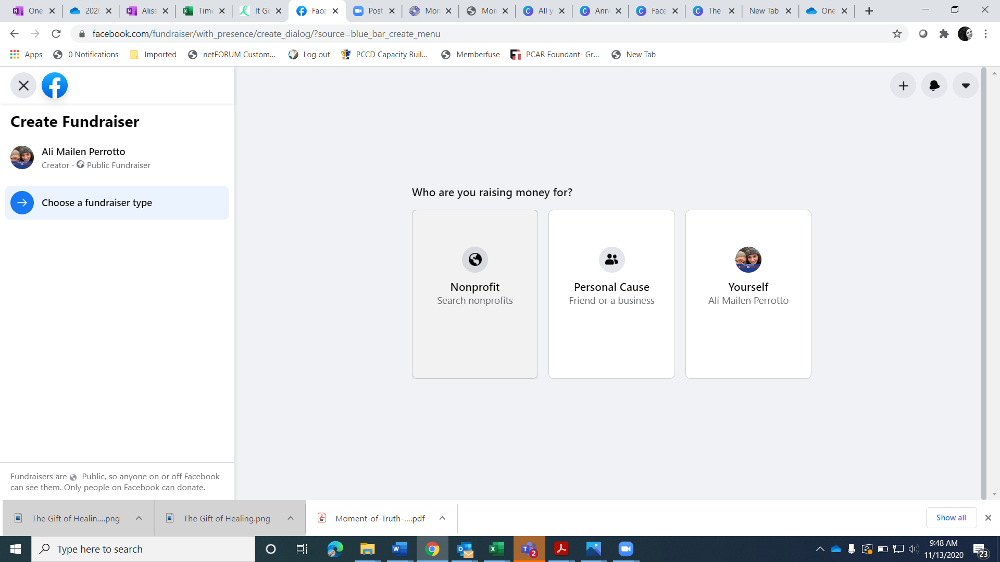 One
2020
Aliss
Time
It Ge
Face
Post
Mon
Mon
All y
Ann
Face
The
New Tab
One
facebook.com/fundraiser/with_presence/create_dialog/?source=blue_bar_create_menu
Apps
0 Notifications
Imported
netFORUM Custom...
Log out
PCCD Capacity Buil...
Memberfuse
PCAR Foundant- Gr...
New Tab
Create Fundraiser
Ali Mailen Perrotto
Creator · Public Fundraiser
Choose a fundraiser type
Who are you raising money for?
Nonprofit
Search nonprofits
Personal Cause
Friend or a business
Yourself
Ali Mailen Perrotto
Fundraisers are Public, so anyone on or off Facebook
can see them. Only people on Facebook can donate.
The Gift of Healin....png
The Gift of Healing.png
Moment-of-Truth-....pdf
Show all
Type here to search
2
9:48 AM
11/13/2020
23